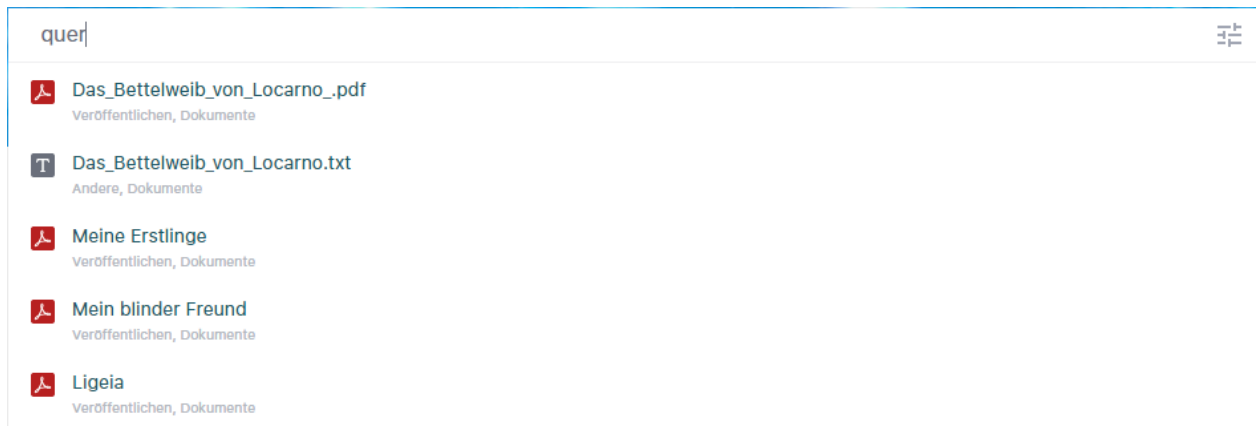 quer
Das_Bettelweib_von_Locarno_.pdf
Veröffentlichen, Dokumente
T
Das_Bettelweib_von_Locarno.txt
Andere, Dokumente
Meine Erstlinge
Veröffentlichen, Dokumente
Mein blinder Freund
Veröffentlichen, Dokumente
Ligeia
Veröffentlichen, Dokumente